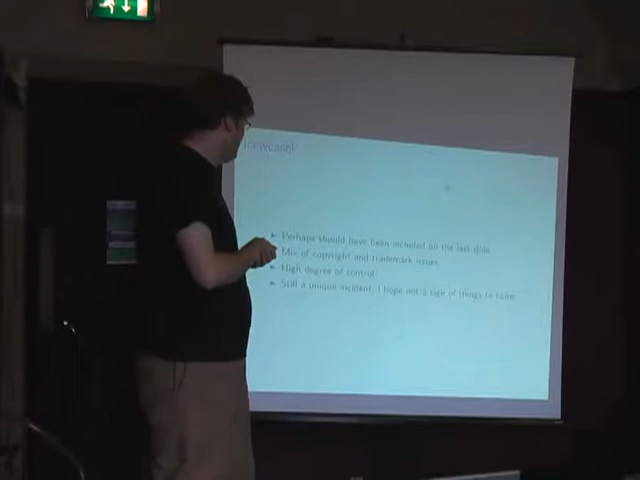 Iceweasel
Perhaps should have been included on the last slide
Mix of copyright and trademark issues
High degree of control
Still a unique incident, I hope not a sign of things to come